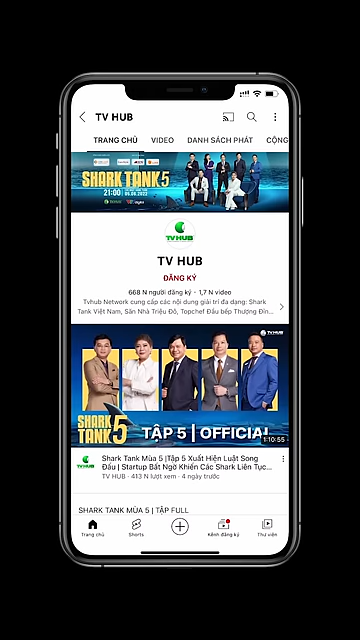 TV HUB
TRANG CHỦ VIDEO DANH SÁCH PHÁT CỘNG
SHARK TANK 5
21:00
TV HUB
TV HUB
ĐĂNG KÝ
668 N người đăng ký • 1,7 N video
Tvhub Network cung cấp các nội dung giải trí đa dạng: Shark
Tank Việt Nam, Săn Nhà Triệu Đô, Topchef Đầu bếp Thượng Đỉn...
TV HUB
SHARK
TANK 5
TẬP 5 | OFFICIAL
1:10:55
TV HUB
Shark Tank Mùa 5 |Tập 5 Xuất Hiện Luật Song
Đấu | Startup Bất Ngờ Khiến Các Shark Liên Tục...
TV HUB · 413 N lượt xem · 4 ngày trước
SHARK TANK MÙA 5 | TẬP FULL
Trang chủ Shorts Kênh đăng ký Thư viện